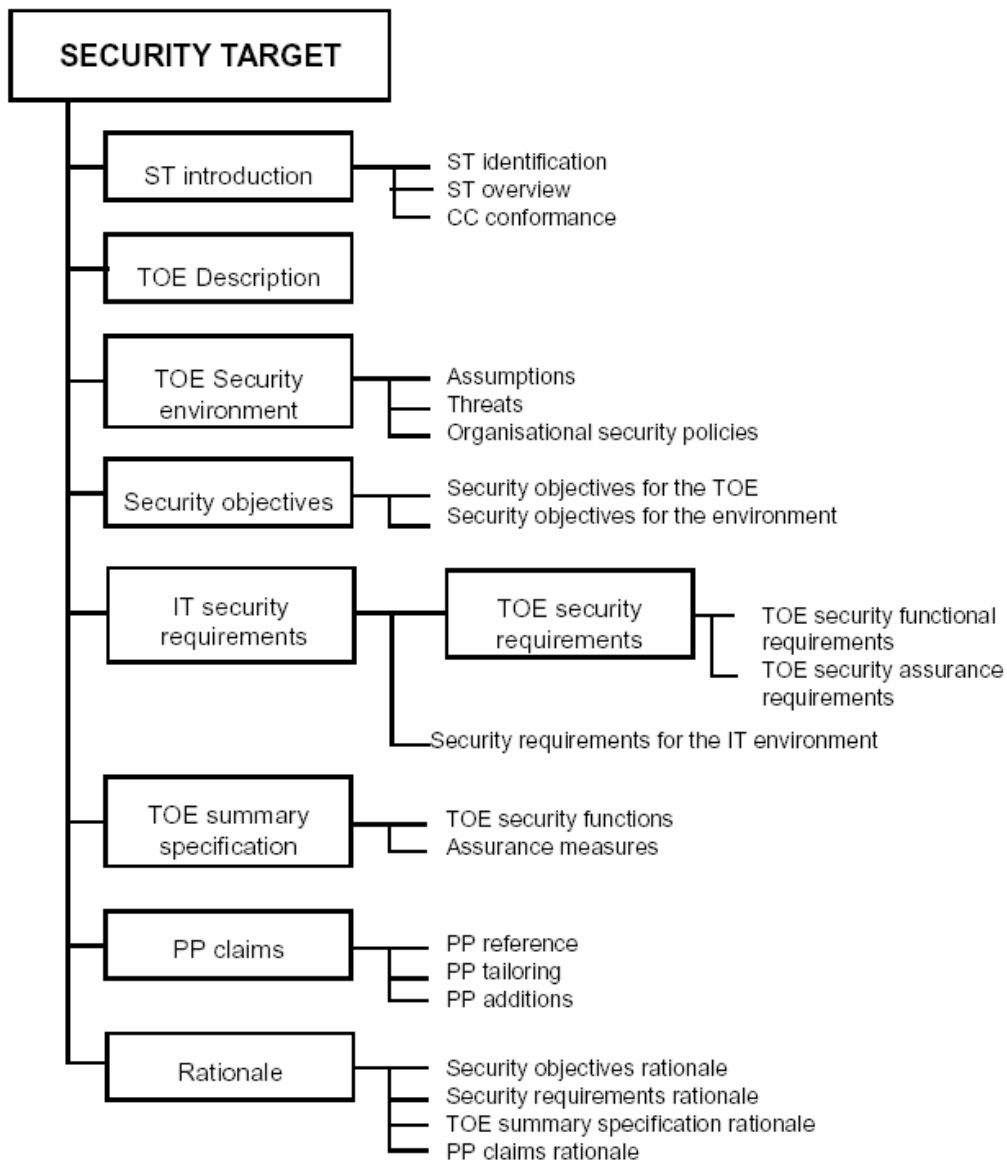 SECURITY TARGET
ST introduction
ST identification
ST overview
CC conformance
TOE Description
TOE Security
environment
Assumptions
Threats
Organisational security policies
Security objectives
Security objectives for the TOE
Security objectives for the environment
IT security
requirements
TOE security
requirements
TOE security functional
requirements
TOE security assurance
requirements
Security requirements for the IT environment
TOE summary
specification
TOE security functions
Assurance measures
PP claims
PP reference
PP tailoring
PP additions
Rationale
Security objectives rationale
Security requirements rationale
TOE summary specification rationale
PP claims rationale